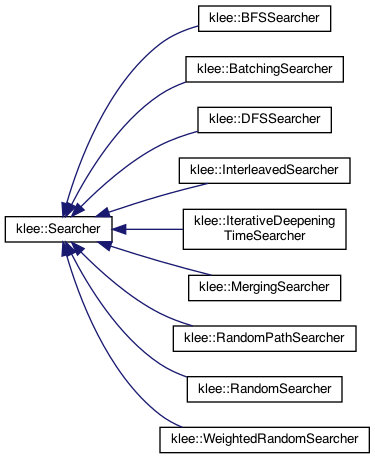 klee::BFSSearcher
klee::BatchingSearcher
klee::DFSSearcher
klee::InterleavedSearcher
klee::Searcher
klee::IterativeDeepening
TimeSearcher
klee::MergingSearcher
klee::RandomPathSearcher
klee::RandomSearcher
klee::WeightedRandomSearcher